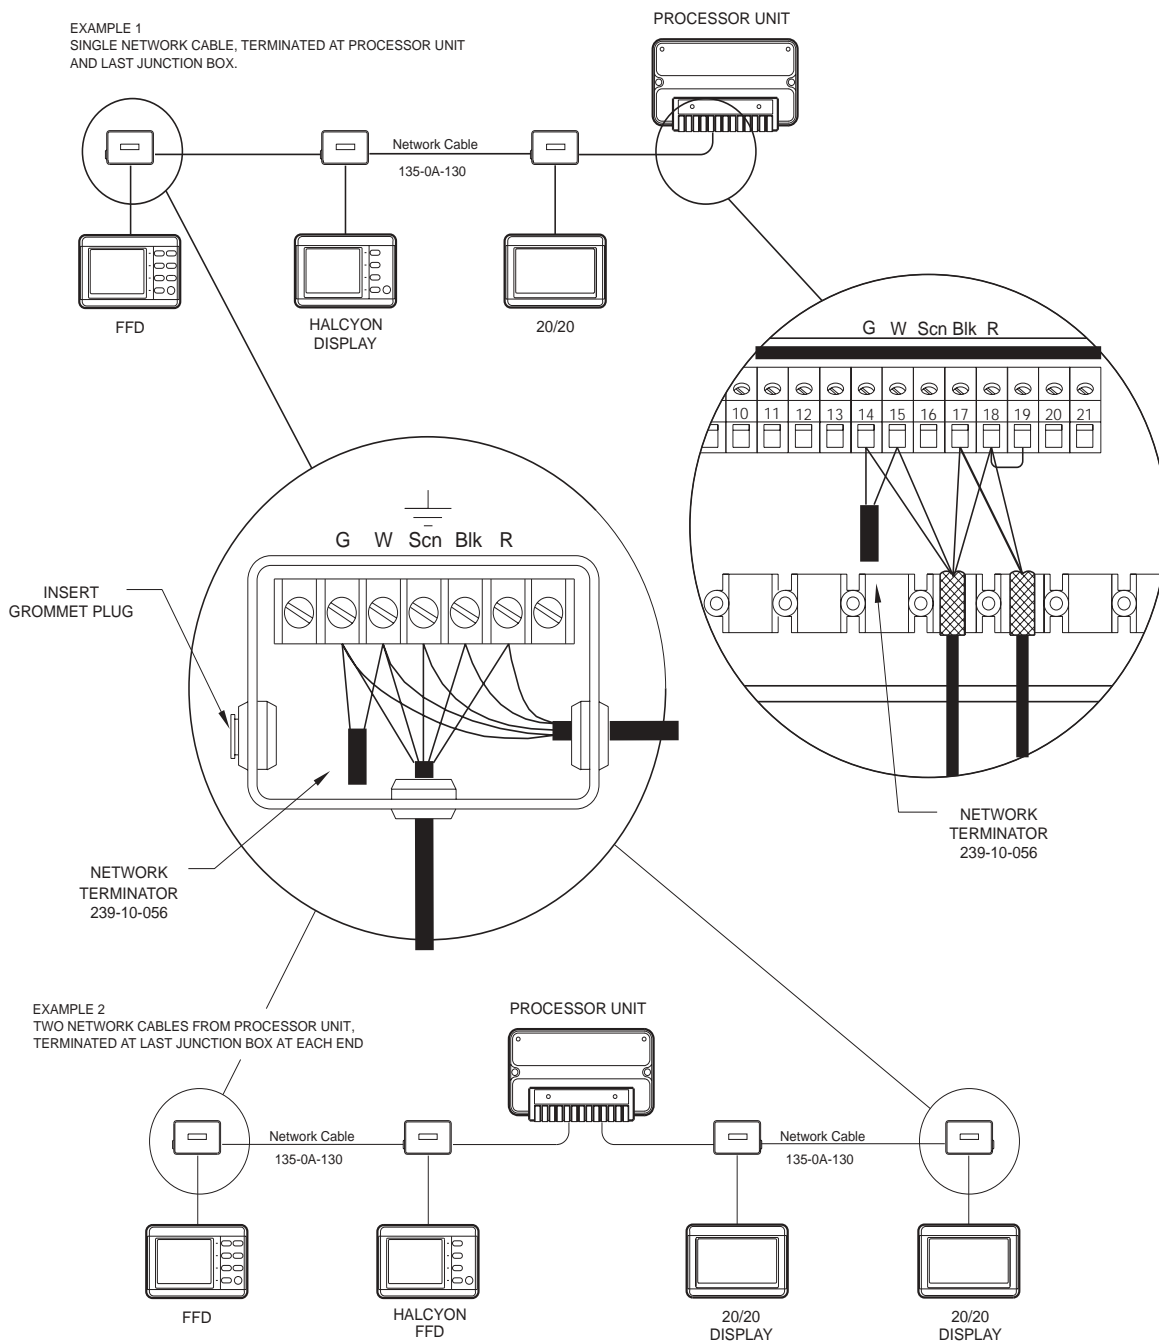 EXAMPLE 1
SINGLE NETWORK CABLE, TERMINATED AT PROCESSOR UNIT
AND LAST JUNCTION BOX.
PROCESSOR UNIT
Network Cable
135-0A-130
FFD
HALCYON
DISPLAY
20/20
G W Scn Blk R
10 11 12 13 14 15 16 17 18 19 20 21
G W Scn Blk R
INSERT
GROMMET PLUG
NETWORK
TERMINATOR
239-10-056
NETWORK
TERMINATOR
239-10-056
EXAMPLE 2
TWO NETWORK CABLES FROM PROCESSOR UNIT,
TERMINATED AT LAST JUNCTION BOX AT EACH END
PROCESSOR UNIT
Network Cable
135-0A-130
Network Cable
135-0A-130
FFD
HALCYON
FFD
20/20
DISPLAY
20/20
DISPLAY